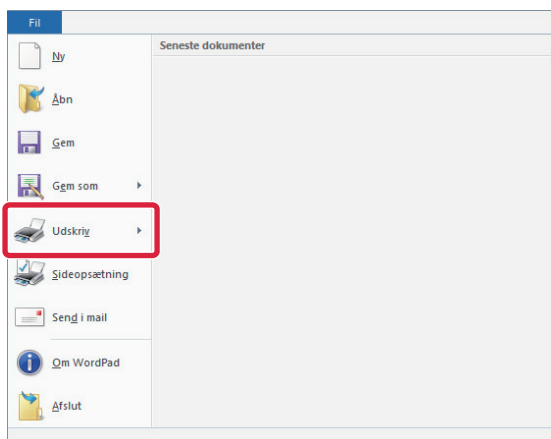 Fil
Seneste dokumenter
Ny
Åbn
Gem
Gem som
Udskriv
Sideopsætning
Send i mail
Om WordPad
Afslut